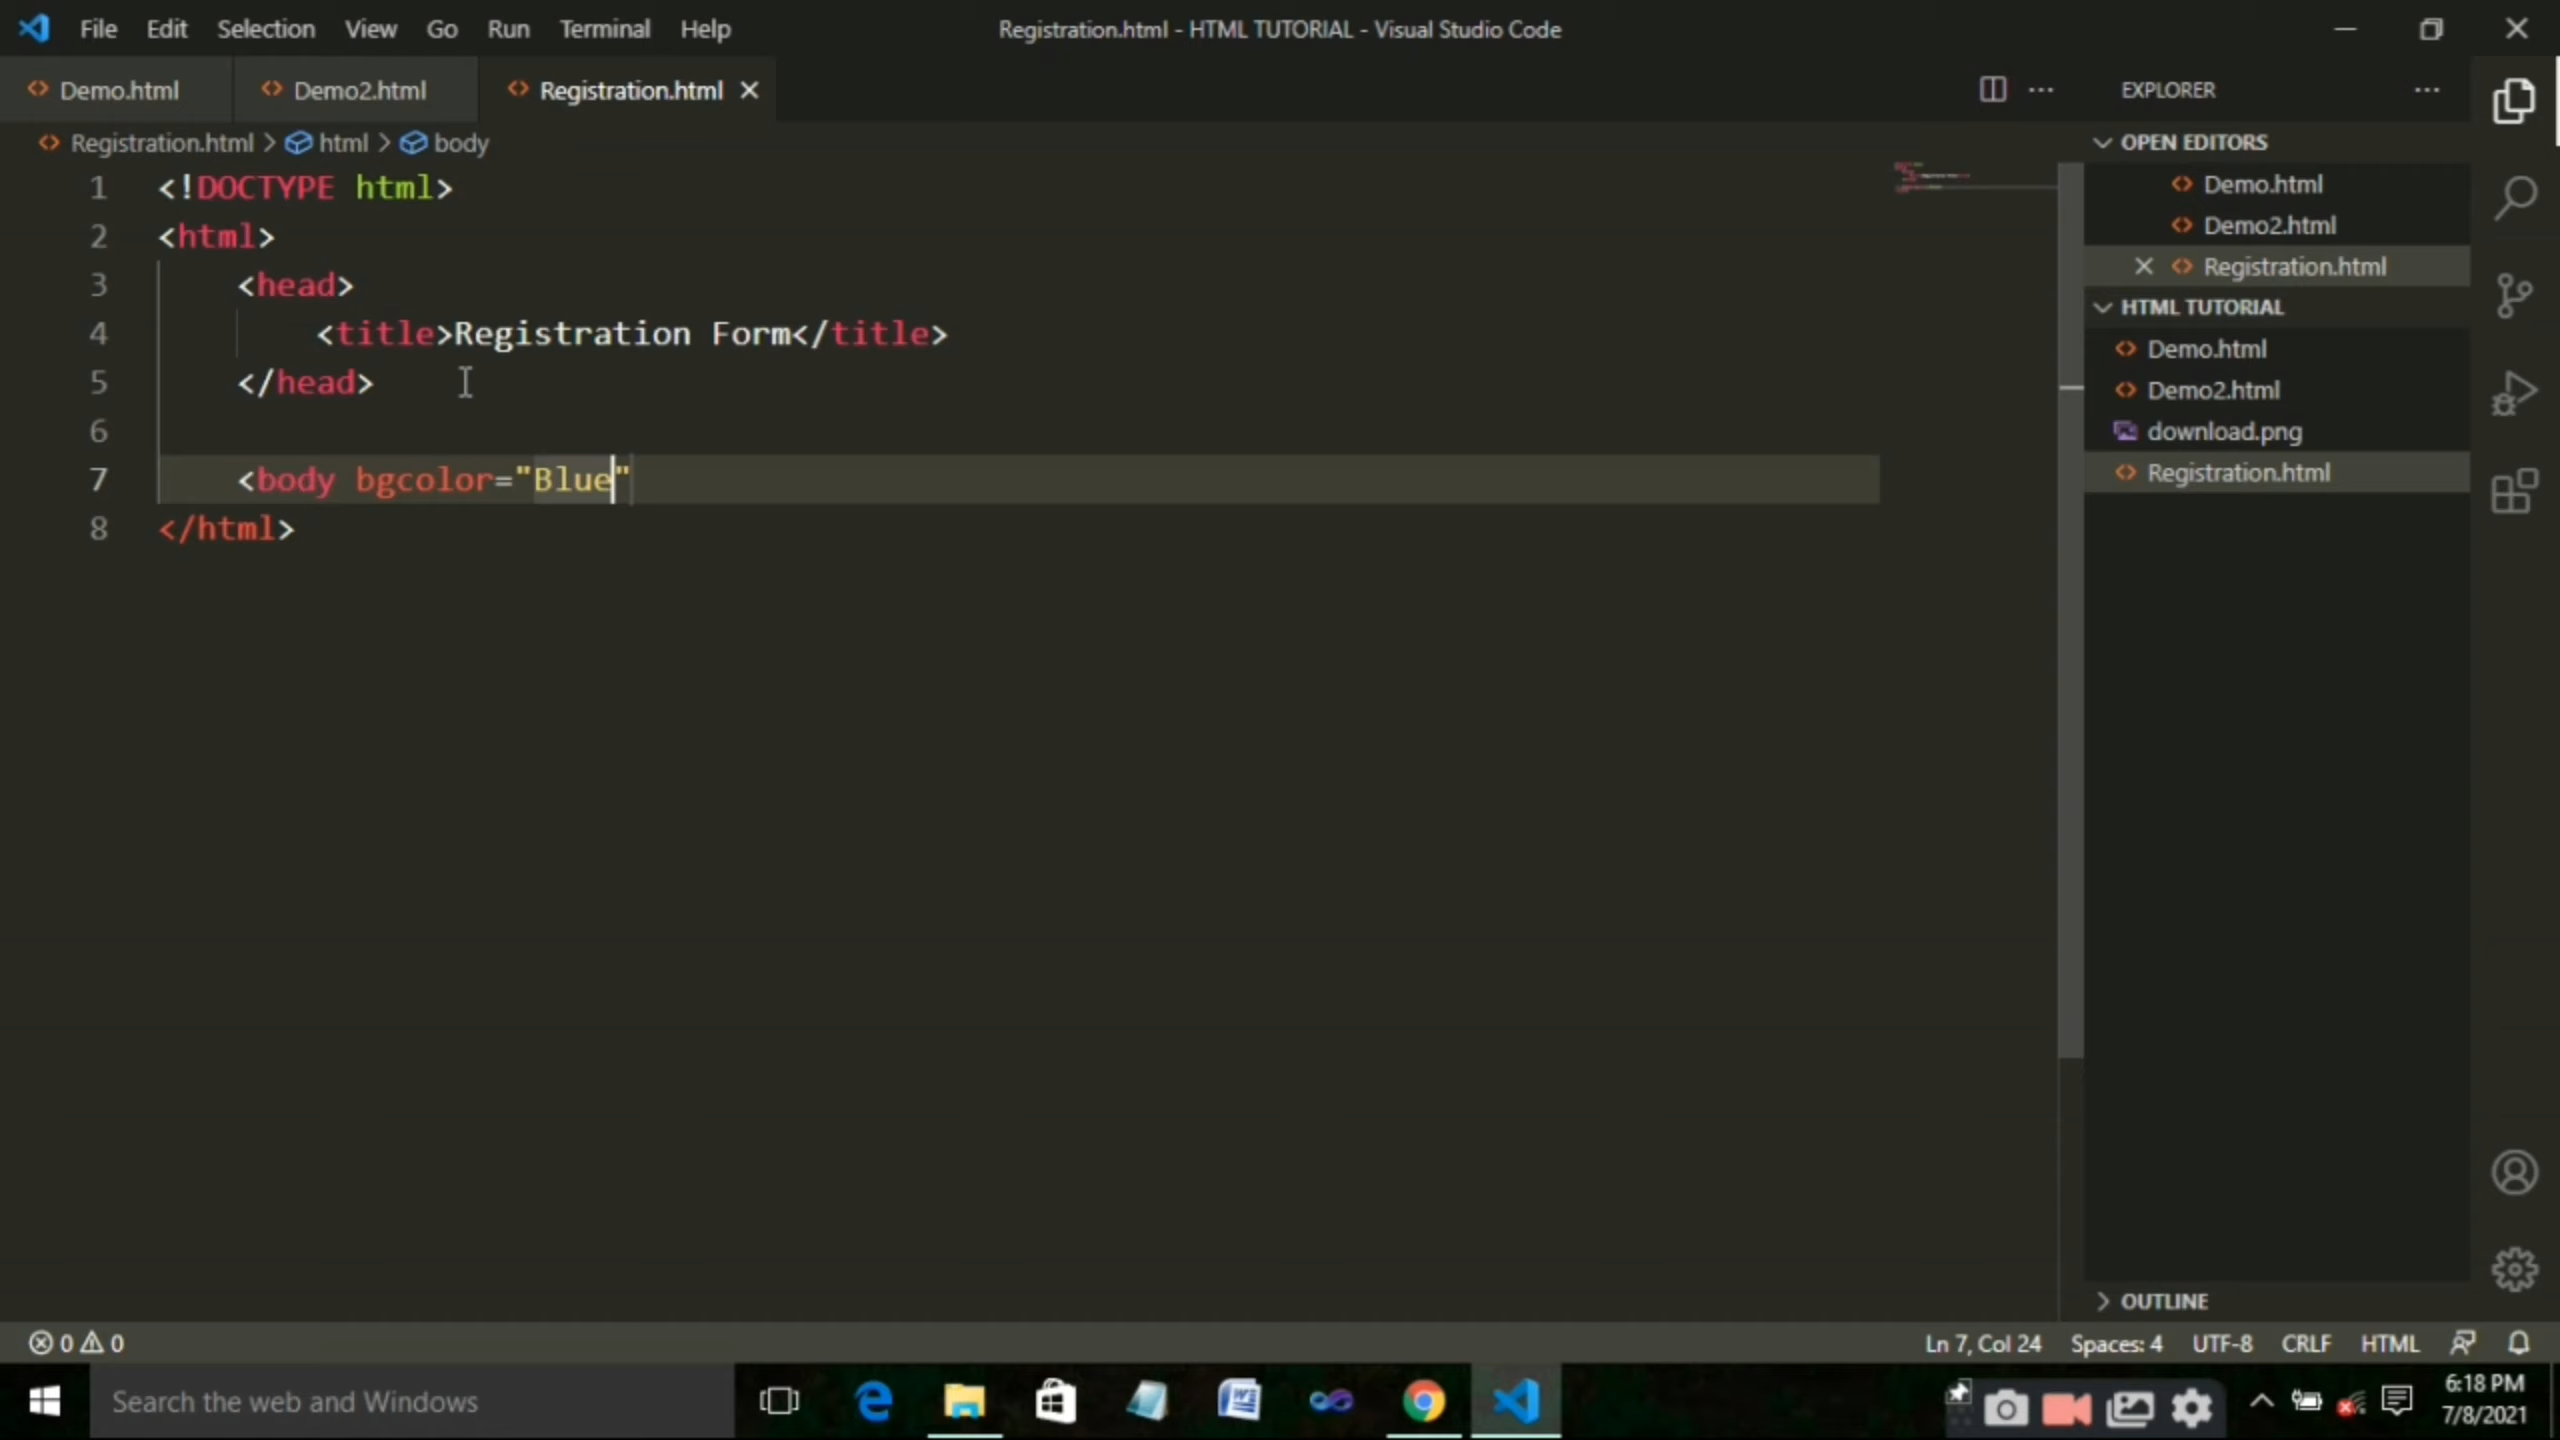 File Edit Selection View Go Run Terminal Help Registration.html - HTML TUTORIAL - Visual Studio Code
Demo.html Demo2.html Registration.html
EXPLORER
Registration.html > html > body
OPEN EDITORS
Demo.html
Demo2.html
Registration.html
HTML TUTORIAL
Demo.html
Demo2.html
download.png
Registration.html
OUTLINE
1 <!DOCTYPE html>
2 <html>
3 <head>
4 <title>Registration Form</title>
5 </head>
6
7 <body bgcolor="Blue"
8 </html>
0 0 Ln 7, Col 24 Spaces: 4 UTF-8 CRLF HTML
Search the web and Windows
6:18 PM
7/8/2021